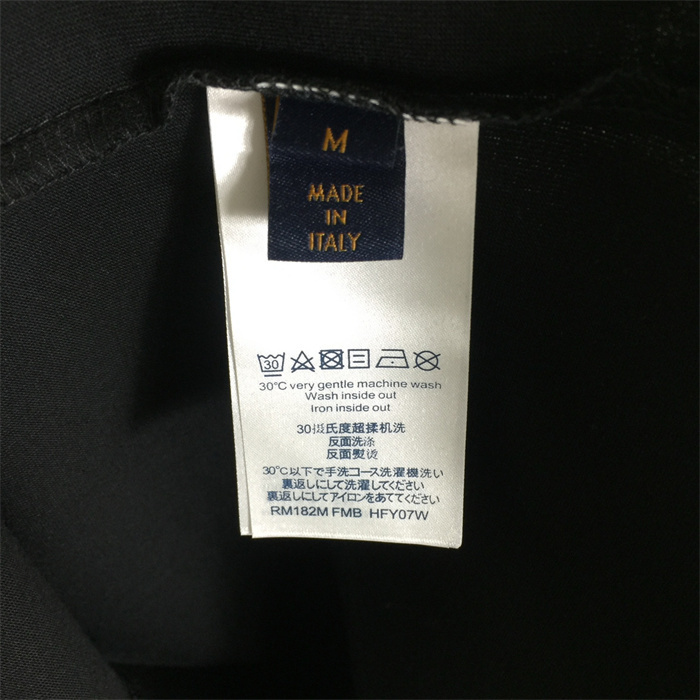 M
MADE
IN
ITALY
30
30°C very gentle machine wash
Wash inside out
Iron inside out
30摄氏度超揉机洗
反面洗涤
反面熨烫
30°C以下で手洗コース洗濯機洗い
裏返しにして洗濯してください
裏返しにしてアイロンをあててください
RM182M FMB HFY07W